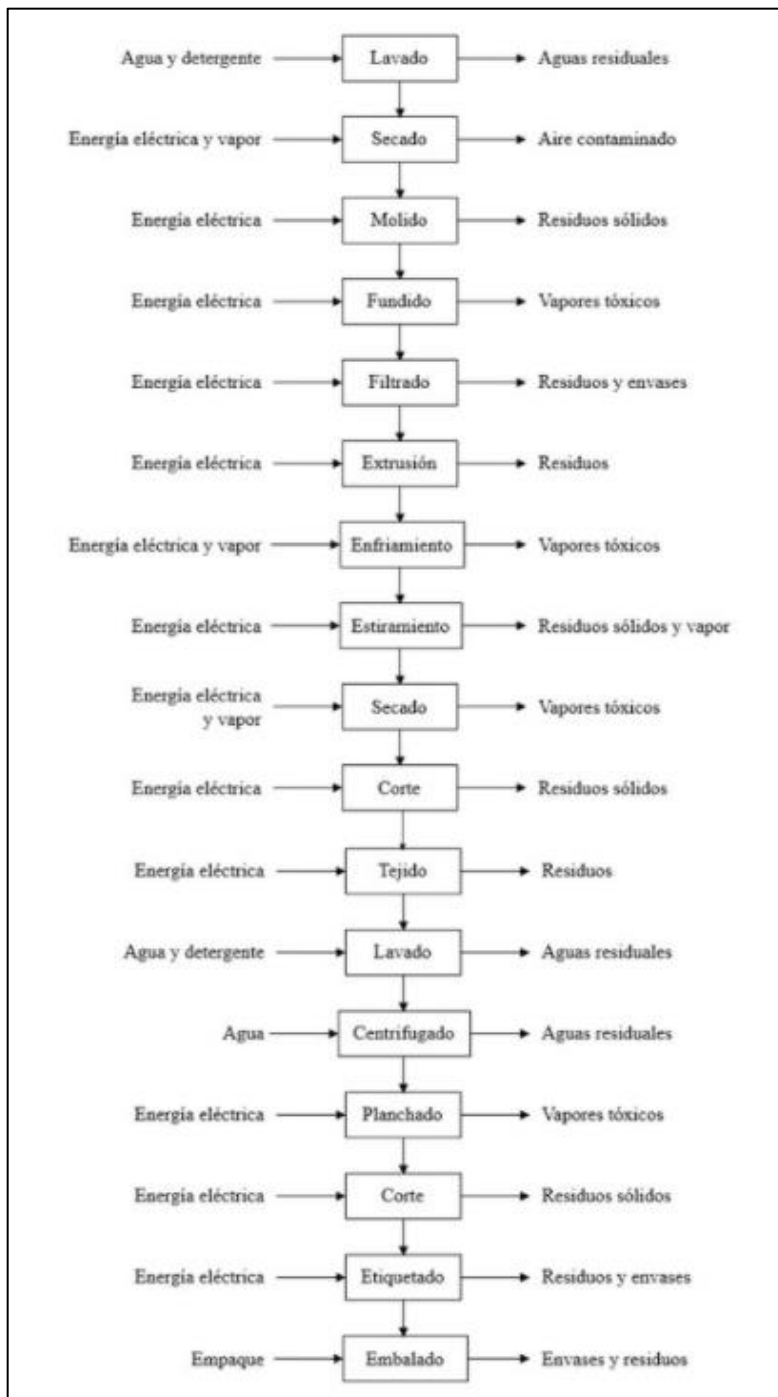 Agua y detergente Lavado Aguas residuales
Energía eléctrica y vapor Secado Aire contaminado
Energía eléctrica Molido Residuos sólidos
Energía eléctrica Fundido Vapores tóxicos
Energía eléctrica Filtrado Residuos y envases
Energía eléctrica Extrusión Residuos
Energía eléctrica y vapor Enfriamiento Vapores tóxicos
Energía eléctrica Estiramiento Residuos sólidos y vapor
Energía eléctrica
y vapor Secado Vapores tóxicos
Energía eléctrica Corte Residuos sólidos
Energía eléctrica Tejido Residuos
Agua y detergente Lavado Aguas residuales
Agua Centrifugado Aguas residuales
Energía eléctrica Planchado Vapores tóxicos
Energía eléctrica Corte Residuos sólidos
Energía eléctrica Etiquetado Residuos y envases
Empaque Embalado Envases y residuos